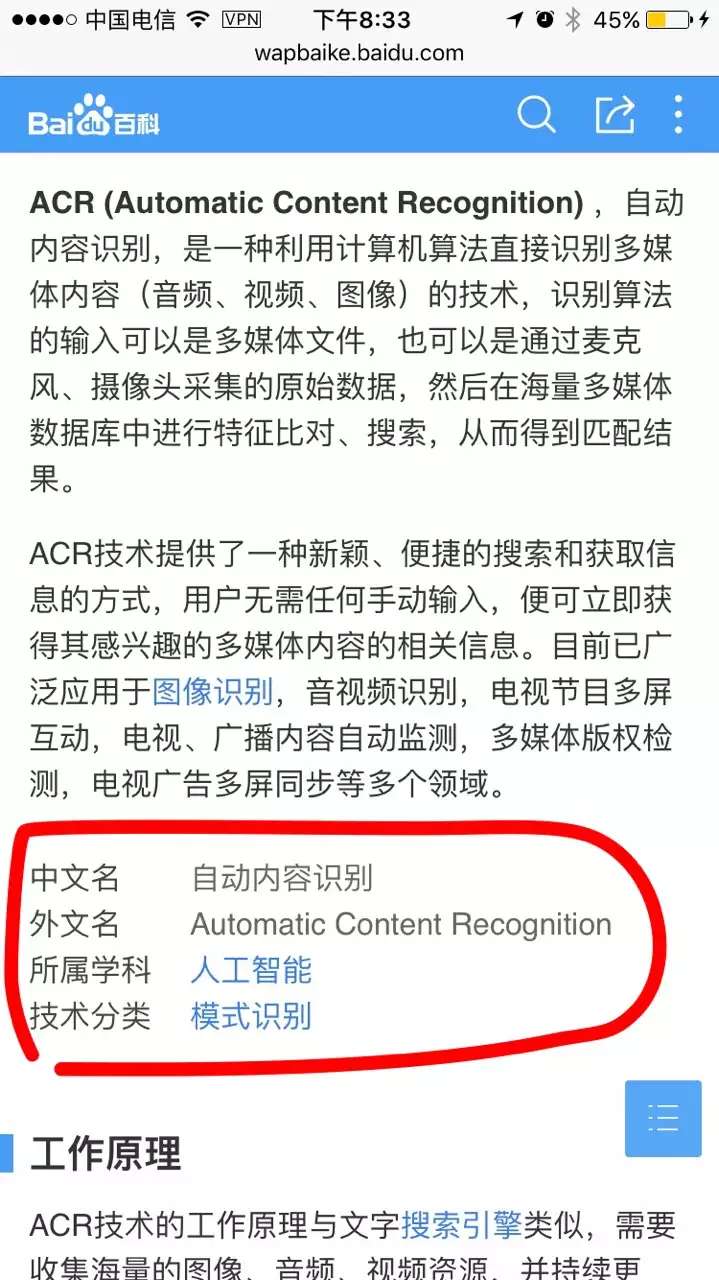 中国电信 VPN 下午8:33 45%
wapbaike.baidu.com
Bai du 百科
ACR (Automatic Content Recognition) ，自动
内容识别，是一种利用计算机算法直接识别多媒
体内容（音频、视频、图像）的技术，识别算法
的输入可以是多媒体文件，也可以是通过麦克
风、摄像头采集的原始数据，然后在海量多媒体
数据库中进行特征比对、搜索，从而得到匹配结
果。
ACR技术提供了一种新颖、便捷的搜索和获取信
息的方式，用户无需任何手动输入，便可立即获
得其感兴趣的多媒体内容的相关信息。目前已广
泛应用于图像识别，音视频识别，电视节目多屏
互动，电视、广播内容自动监测，多媒体版权检
测，电视广告多屏同步等多个领域。
中文名 自动内容识别
外文名 Automatic Content Recognition
所属学科 人工智能
技术分类 模式识别
工作原理
ACR技术的工作原理与文字搜索引擎类似，需要
收集海量的图像、音频、视频资源，并持续更